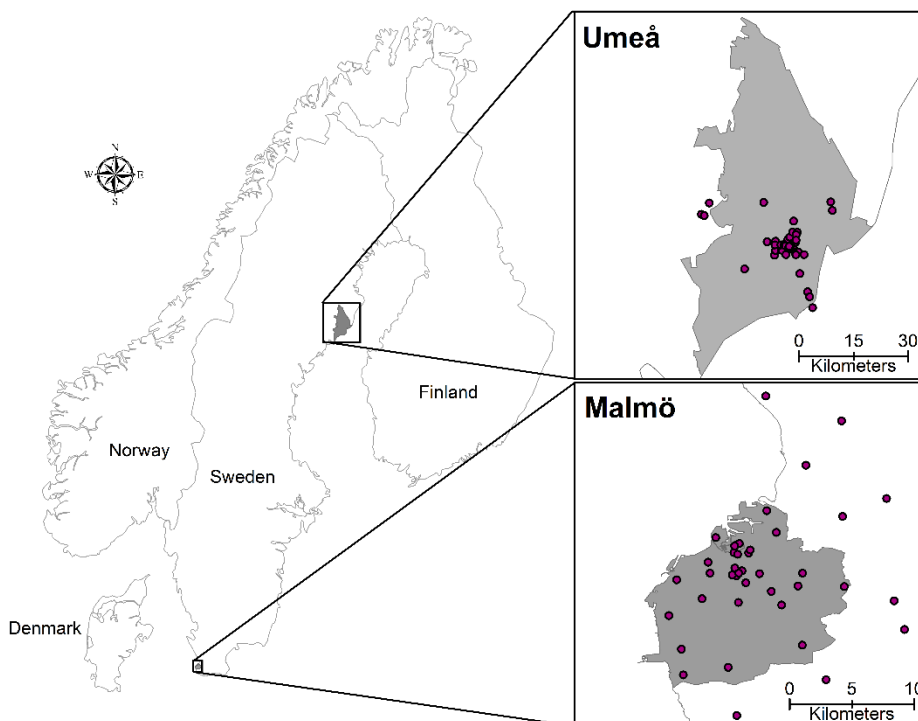 Umeå
N
W E
S
0 15 30
Kilometers
Finland
Malmö
Norway
Sweden
Denmark
0 5 10
Kilometers